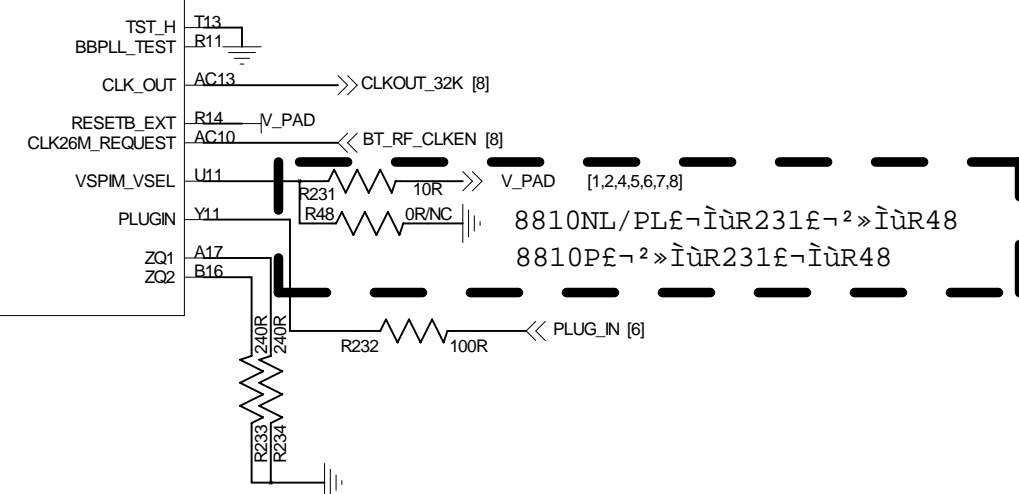 TST_H T13
BBPLL_TEST R11
CLK_OUT AC13 CLKOUT_32K [8]
RESETB_EXT R14 V_PAD
CLK26M_REQUEST AC10 BT_RF_CLKEN [8]
VSPIM_VSEL U11 R231 10R V_PAD [1,2,4,5,6,7,8]
R48 0R/NC 8810NL/PL£¬ÌùR231£¬²»ÌùR48
PLUGIN Y11
ZQ1 A17 8810P£¬²»ÌùR231£¬ÌùR48
ZQ2 B16
R232 100R PLUG_IN [6]
240R
240R
R233
R234